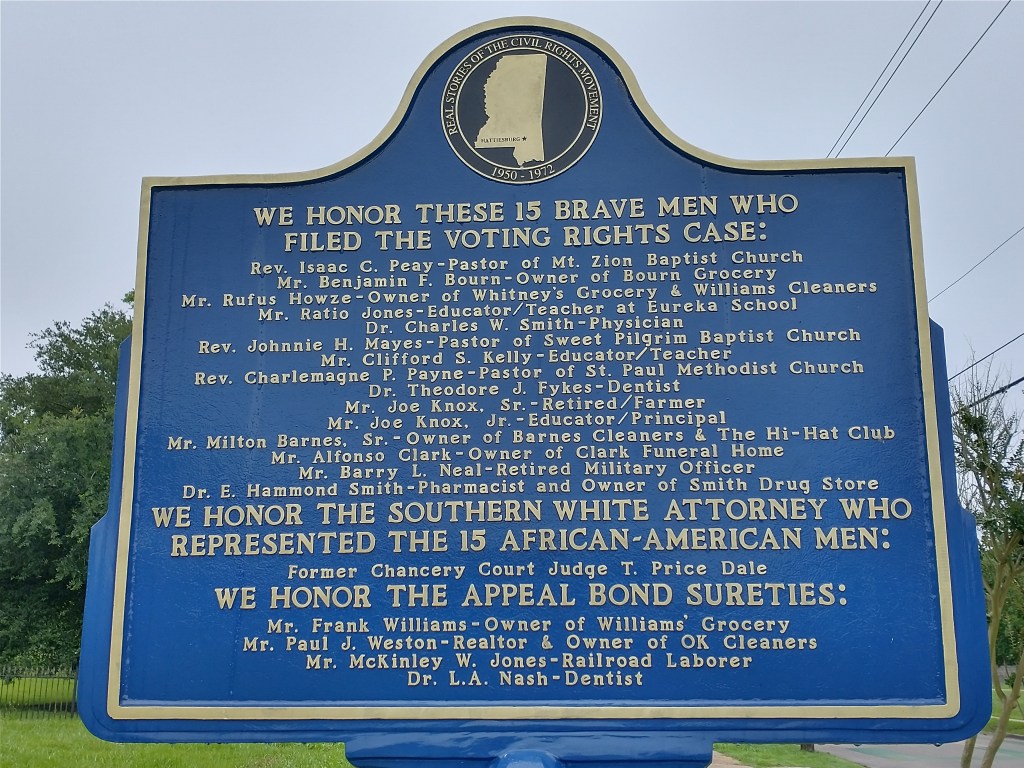 REAL STORIES OF THE CIVIL RIGHTS MOVEMENT
HATTIESBURG
1950 - 1972
WE HONOR THESE 15 BRAVE MEN WHO
FILED THE VOTING RIGHTS CASE:
Rev. Isaac C. Peay-Pastor of Mt. Zion Baptist Church
Mr. Benjamin F. Bourn-Owner of Bourn Grocery
Mr. Rufus Howze-Owner of Whitney's Grocery & Williams Cleaners
Mr. Ratio Jones-Educator/Teacher at Eureka School
Dr. Charles W. Smith-Physician
Rev. Johnnie H. Mayes-Pastor of Sweet Pilgrim Baptist Church
Mr. Clifford S. Kelly-Educator/Teacher
Rev. Charlemagne P. Payne-Pastor of St. Paul Methodist Church
Dr. Theodore J. Fykes-Dentist
Mr. Joe Knox, Sr.-Retired/Farmer
Mr. Joe Knox, Jr.-Educator/Principal
Mr. Milton Barnes, Sr.-Owner of Barnes Cleaners & The Hi-Hat Club
Mr. Alfonso Clark-Owner of Clark Funeral Home
Mr. Barry L. Neal-Retired Military Officer
Dr. E. Hammond Smith-Pharmacist and Owner of Smith Drug Store
WE HONOR THE SOUTHERN WHITE ATTORNEY WHO
REPRESENTED THE 15 AFRICAN-AMERICAN MEN:
Former Chancery Court Judge T. Price Dale
WE HONOR THE APPEAL BOND SURETIES:
Mr. Frank Williams-Owner of Williams' Grocery
Mr. Paul J. Weston-Realtor & Owner of OK Cleaners
Mr. McKinley W. Jones-Railroad Laborer
Dr. L.A. Nash-Dentist